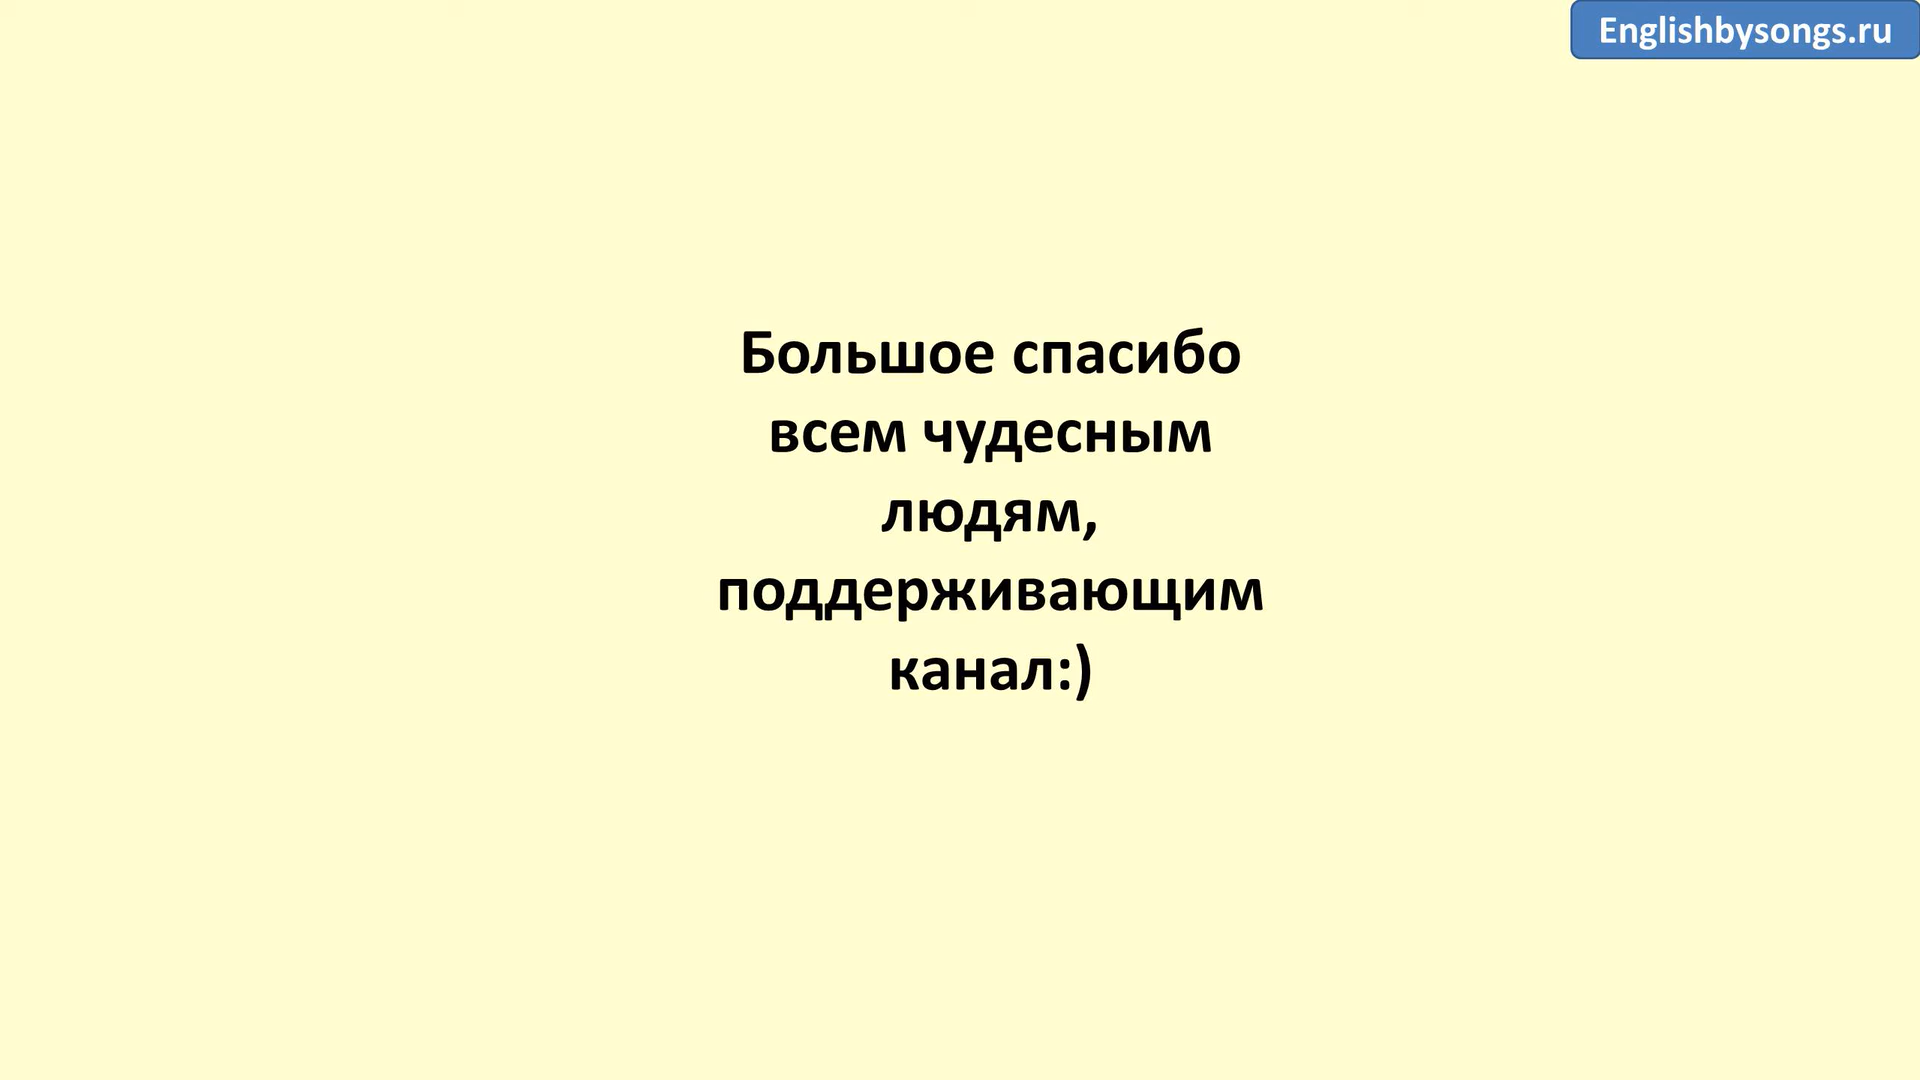 Englishbysongs.ru
Большое спасибо
всем чудесным
людям,
поддерживающим
канал:)